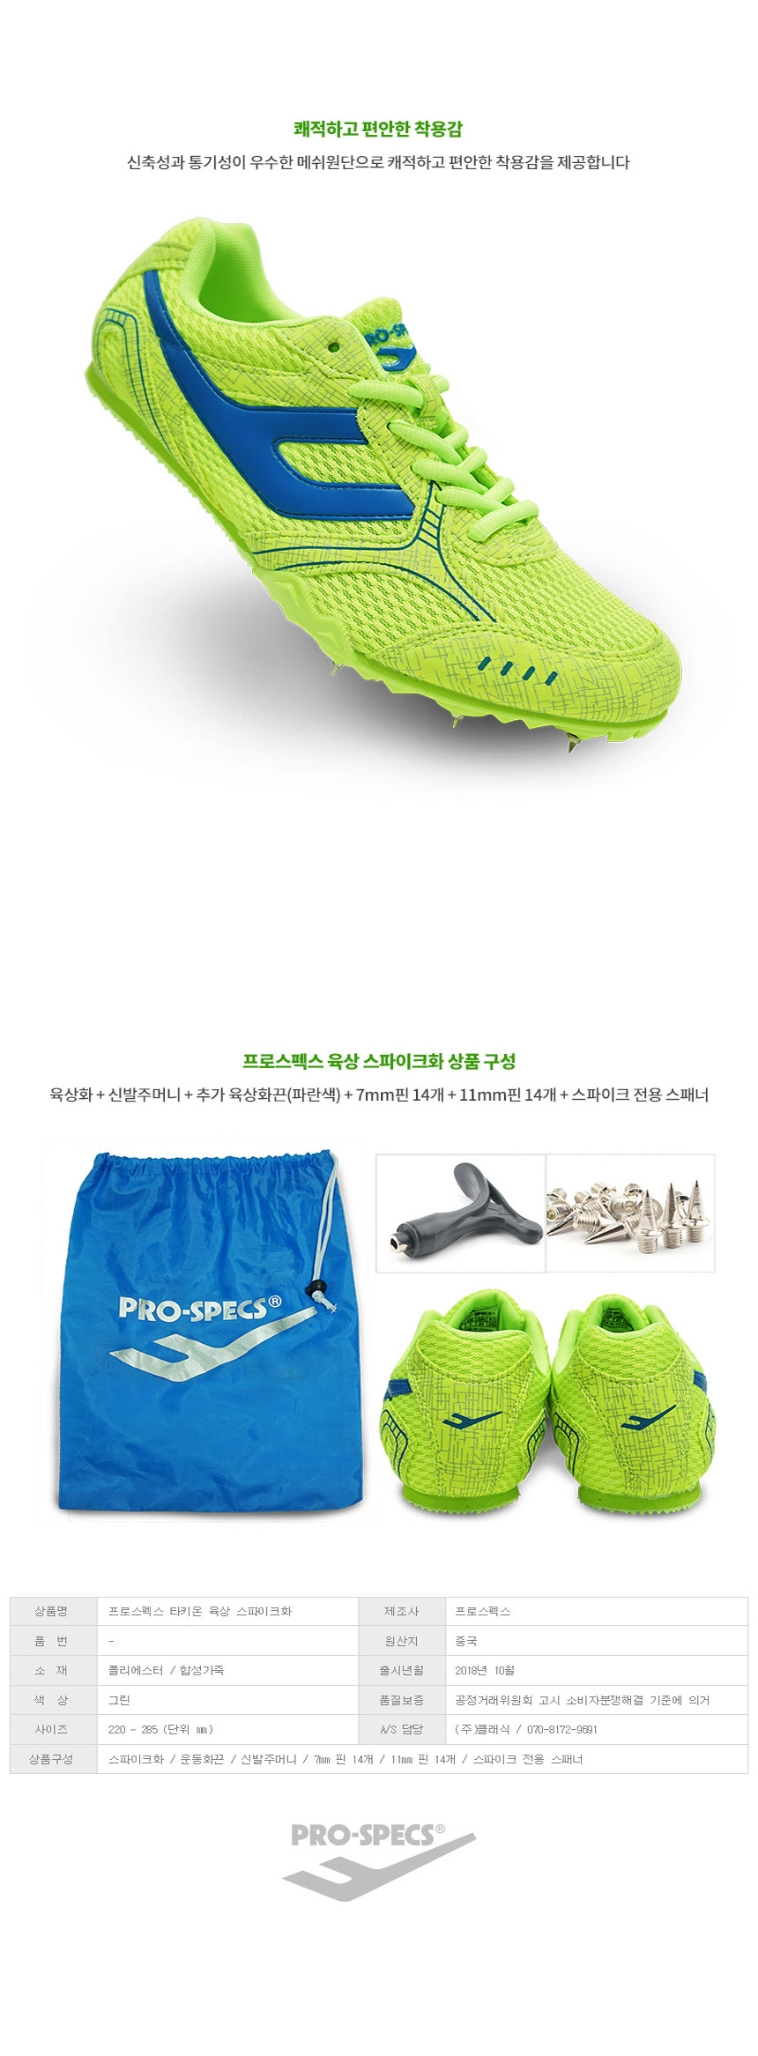 쾌적하고 편안한 착용감
신축성과 통기성이 우수한 메쉬원단으로 캐적하고 편안한 착용감을 제공합니다
프로스펙스 육상 스파이크화 상품 구성
육상화 + 신발주머니 + 추가 육상화끈(파란색) + 7mm핀 14개 + 11mm핀 14개 + 스파이크 전용 스패너
PRO-SPECS®
상품명 프로스펙스 타키온 육상 스파이크화 제조사 프로스펙스
품 번 - 원산지 중국
소 재 폴리에스터 / 합성가죽 출시년월 2018년 10월
색 상 그린 품질보증 공정거래위원회 고시 소비자분쟁해결 기준에 의거
사이즈 220 ~ 285 (단위 ㎜) A/S 담당 (주)클래식 / 070-8172-9691
상품구성 스파이크화 / 운동화끈 / 신발주머니 / 7㎜ 핀 14개 / 11㎜ 핀 14개 / 스파이크 전용 스패너
PRO-SPECS®